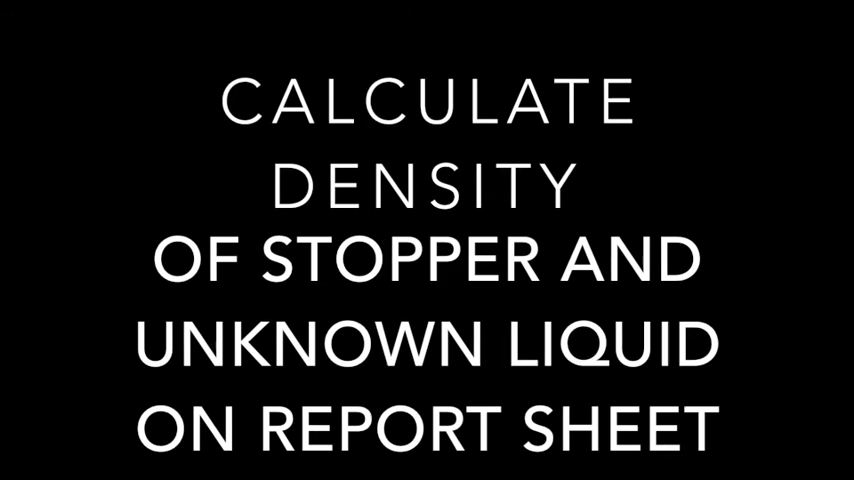 CALCULATE
DENSITY
OF STOPPER AND
UNKNOWN LIQUID
ON REPORT SHEET